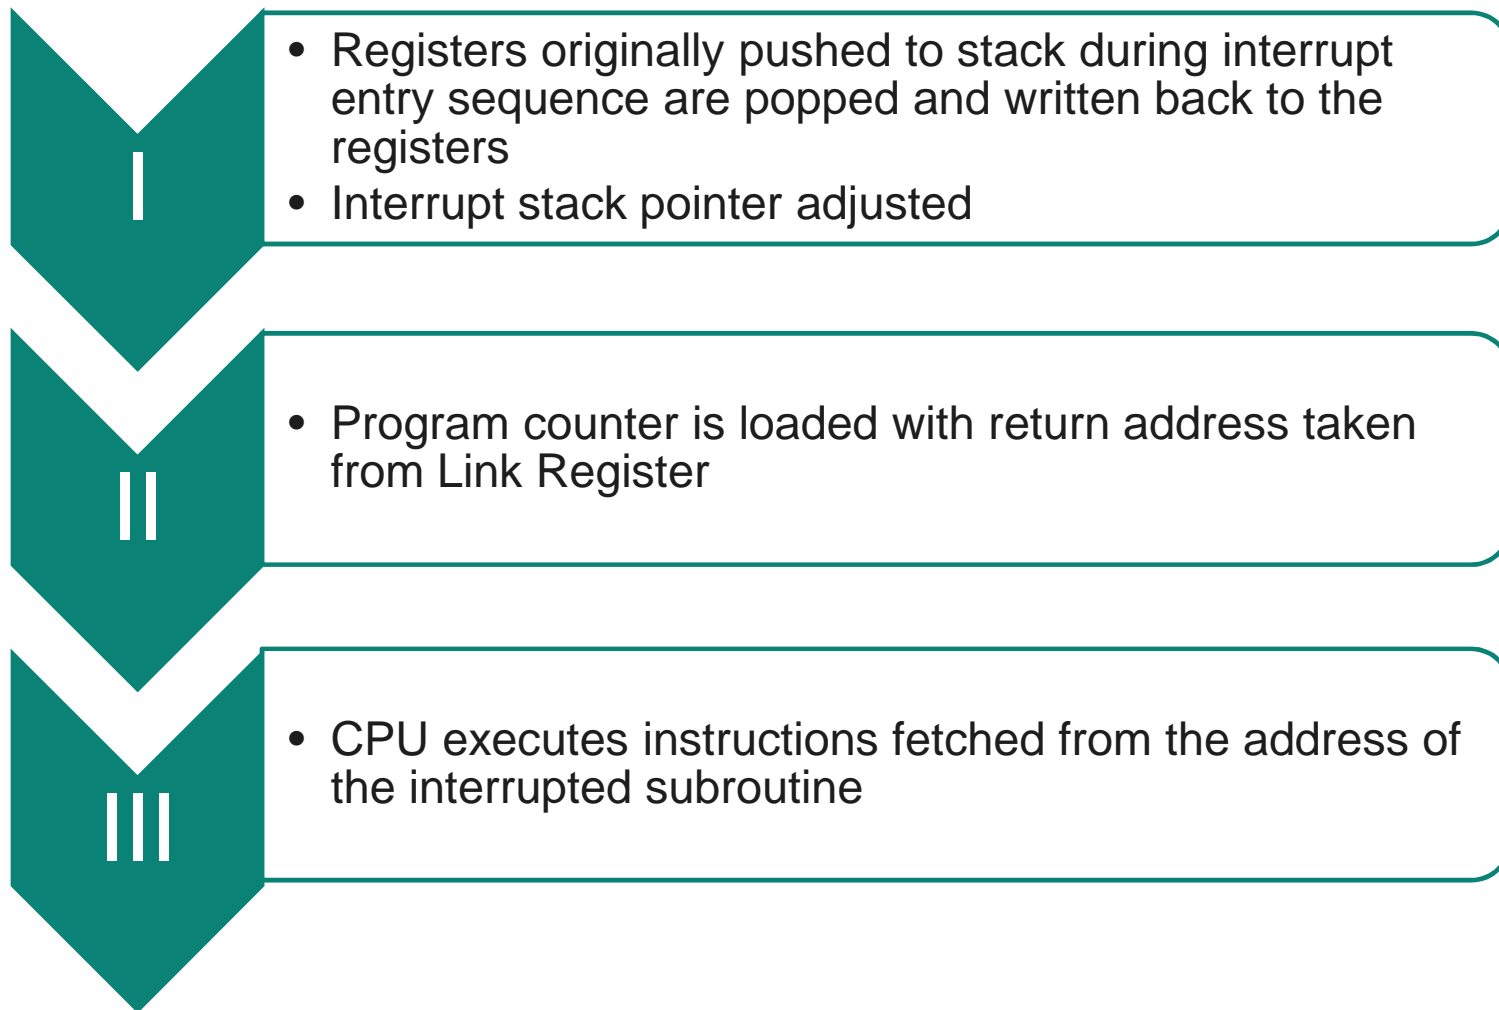 I
• Registers originally pushed to stack during interrupt
entry sequence are popped and written back to the
registers
• Interrupt stack pointer adjusted
II
• Program counter is loaded with return address taken
from Link Register
III
• CPU executes instructions fetched from the address of
the interrupted subroutine